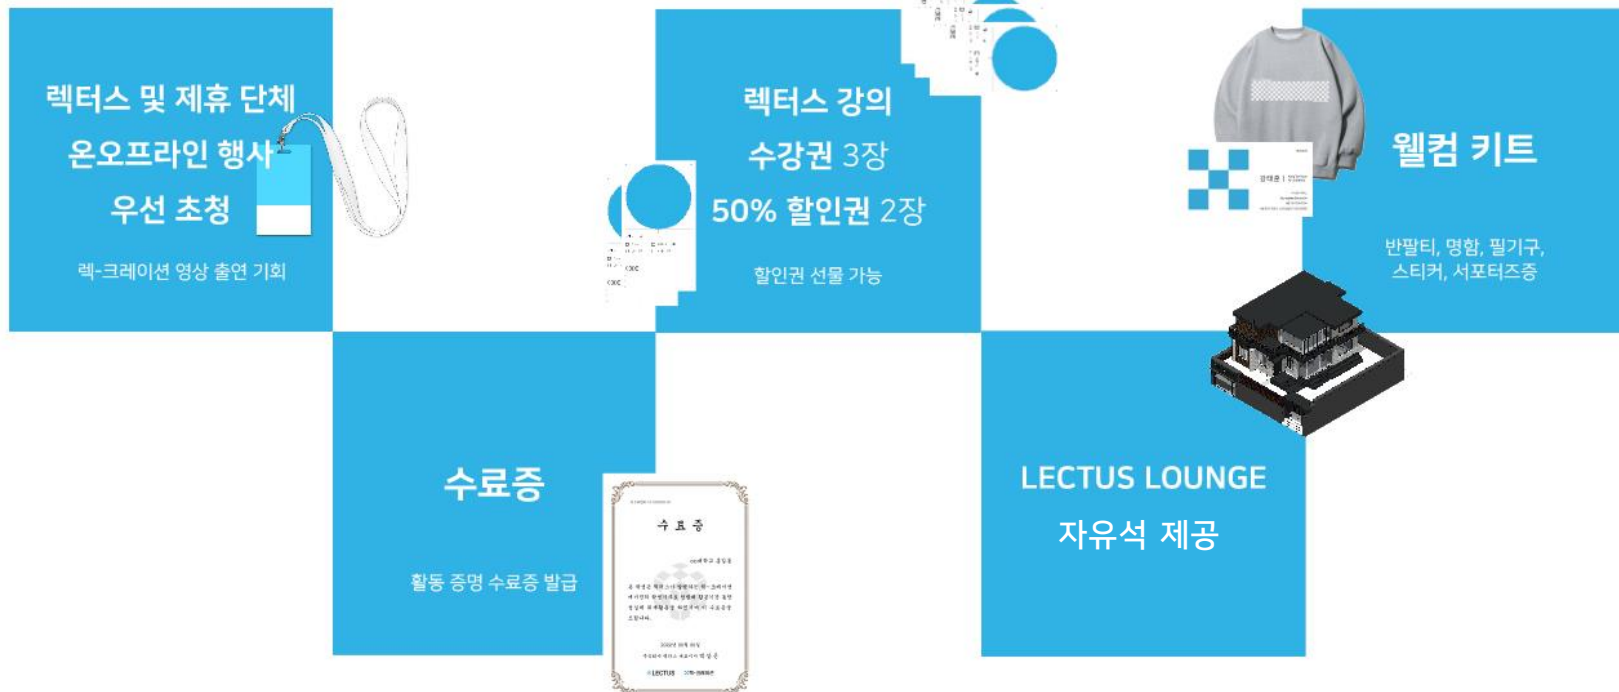 렉터스 및 제휴 단체
온오프라인 행사
우선 초청
렉-크레이션 영상 출연 기회
렉터스 강의
수강권 3장
50% 할인권 2장
할인권 선물 가능
웰컴 키트
반팔티, 명함, 필기구,
스티커, 서포터즈증
수료증
활동 증명 수료증 발급
수 료 증
LECTUS
LECTUS LOUNGE
자유석 제공